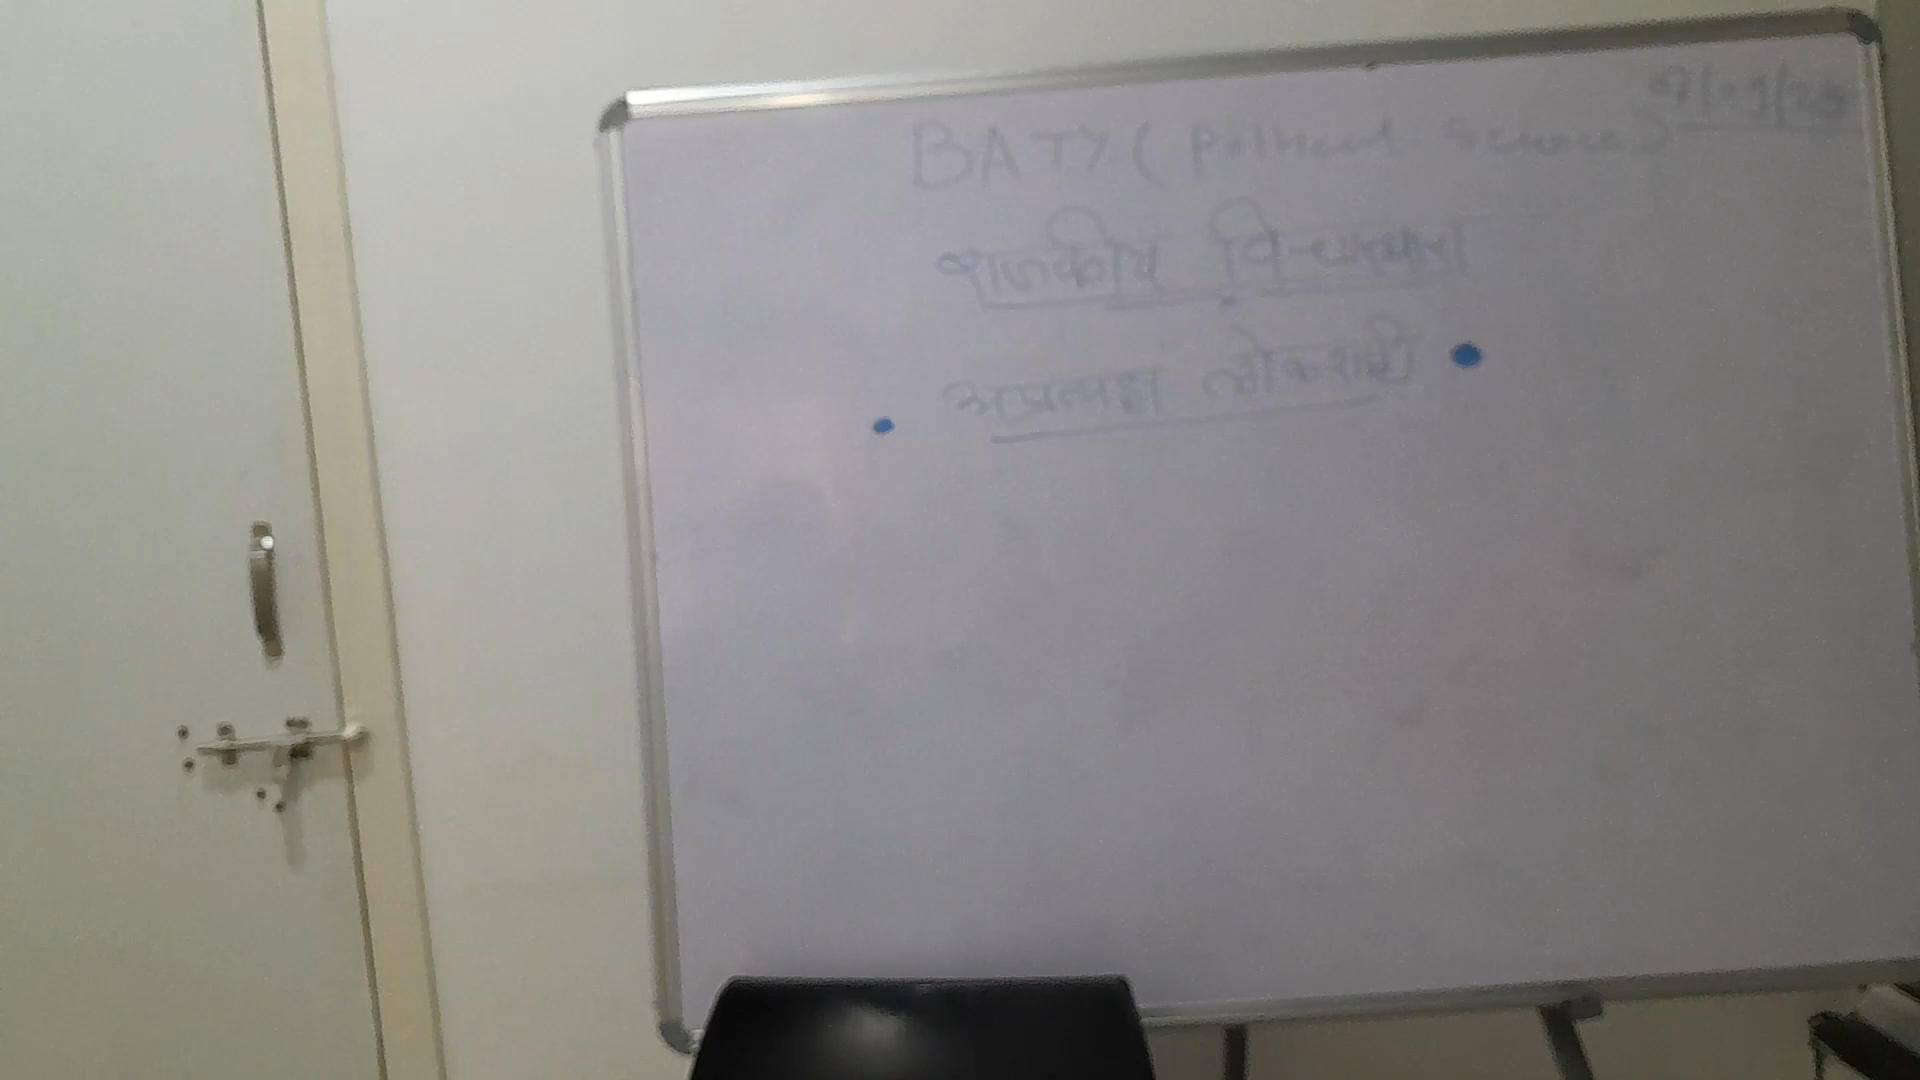 BA TY ( Political Science )
राजकीय विचारधारा
अप्रत्यक्ष लोकशाही